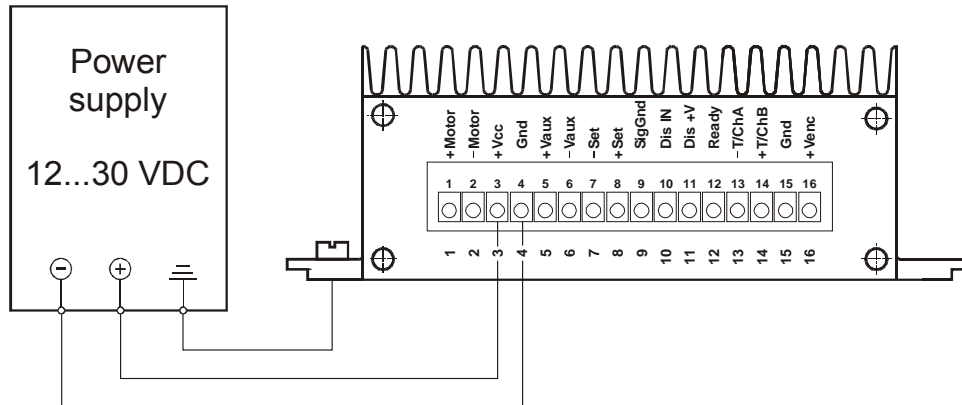 Power
supply
12...30 VDC
+Motor
−Motor
+Vcc
Gnd
+Vaux
−Vaux
−Set
+Set
SigGnd
Dis IN
Dis +V
Ready
−T/ChA
+T/ChB
Gnd
+Venc
1 2 3 4 5 6 7 8 9 10 11 12 13 14 15 16
1 2 3 4 5 6 7 8 9 10 11 12 13 14 15 16
− +